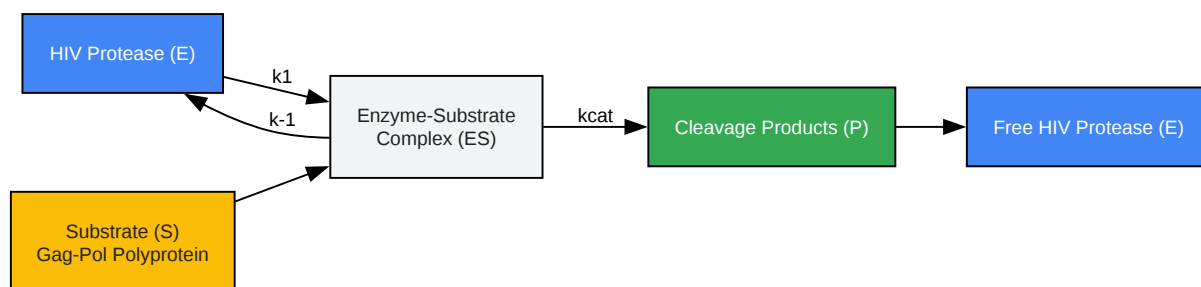 HIV Protease (E)
k1
k-1
Enzyme-Substrate
Complex (ES)
kcat
Cleavage Products (P)
Free HIV Protease (E)
Substrate (S)
Gag-Pol Polyprotein